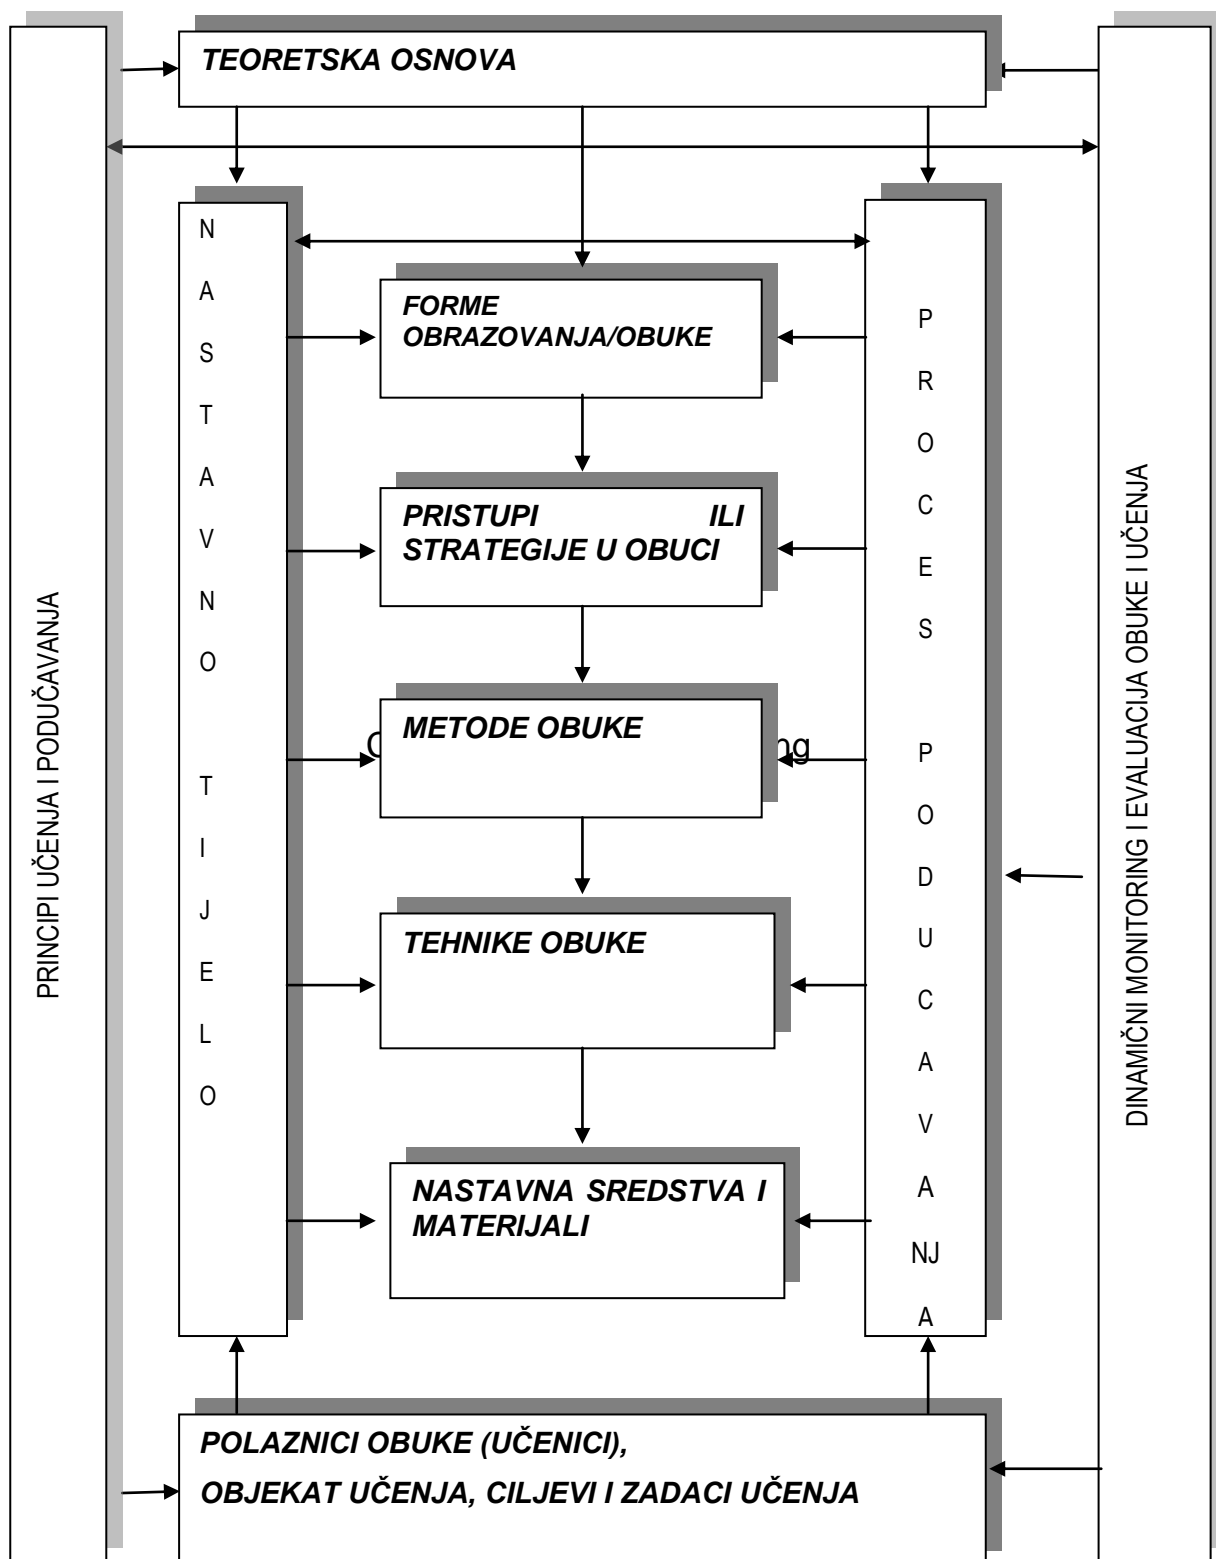 TEORETSKA OSNOVA
PRINCIPI UČENJA I PODUČAVANJA
NASTAVNO TIJELO
FORME
OBRAZOVANJA/OBUKE
PRISTUPI ILI
STRATEGIJE U OBUCI
METODE OBUKE
TEHNIKE OBUKE
NASTAVNA SREDSTVA I
MATERIJALI
PROCES PODUCAVANJA
DINAMIČNI MONITORING I EVALUACIJA OBUKE I UČENJA
POLAZNICI OBUKE (UČENICI),
OBJEKAT UČENJA, CILJEVI I ZADACI UČENJA